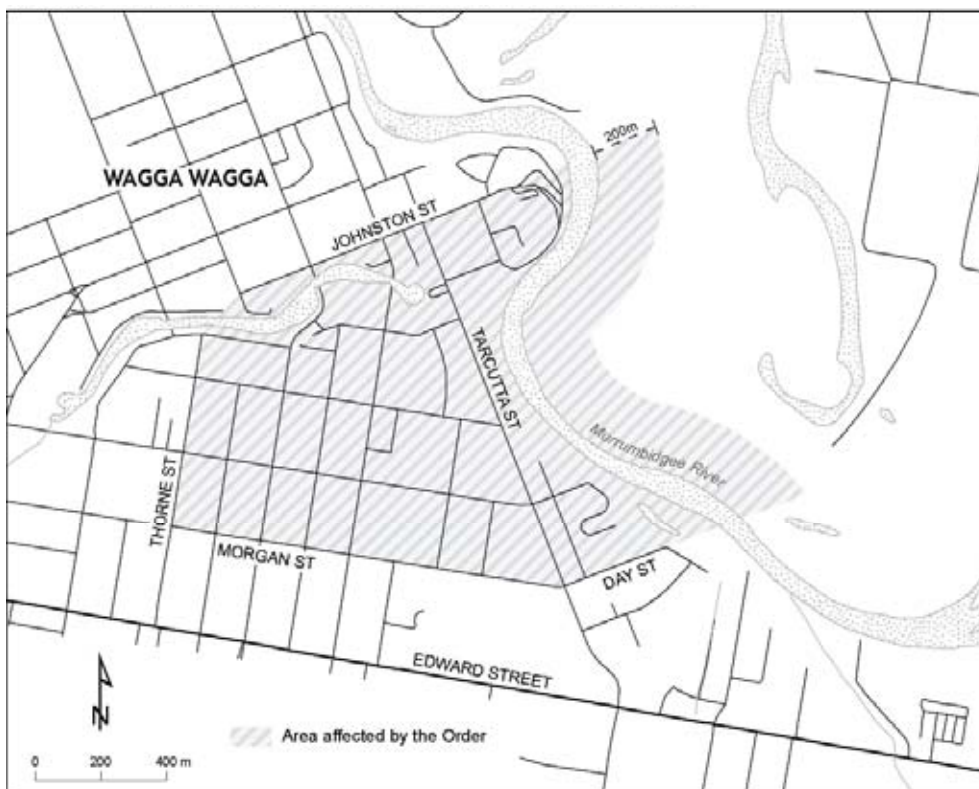 200m
WAGGA WAGGA
JOHNSTON ST
TARCUTTA ST
Murrumbidgee River
THORNE ST
MORGAN ST
DAY ST
EDWARD STREET
N
Area affected by the Order
0 200 400 m